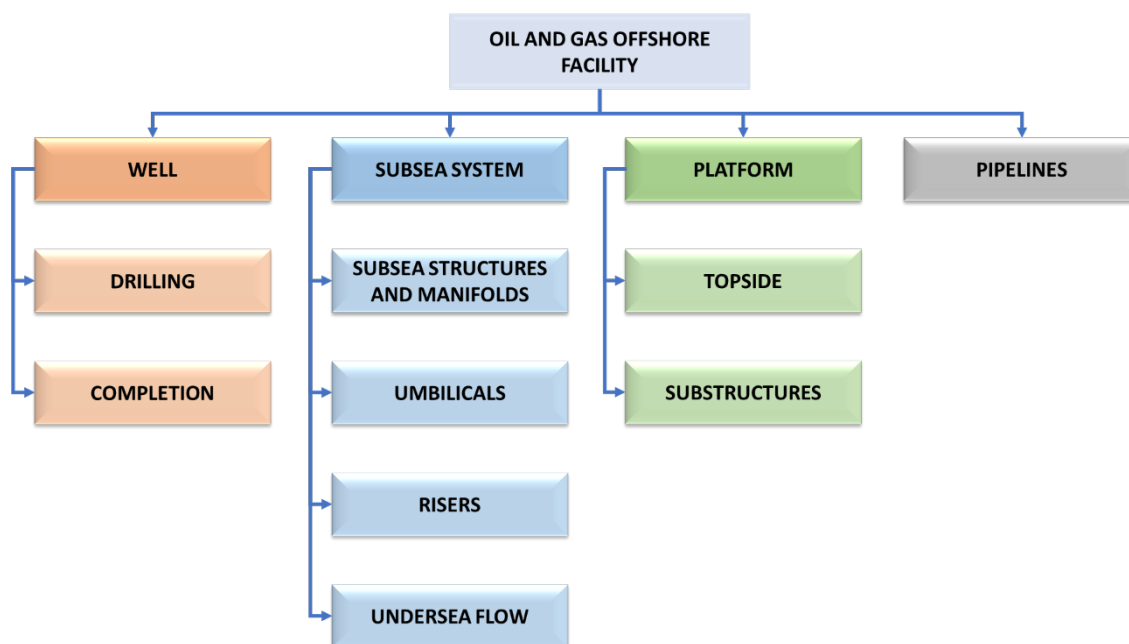 OIL AND GAS OFFSHORE
FACILITY
WELL
SUBSEA SYSTEM
PLATFORM
PIPELINES
DRILLING
SUBSEA STRUCTURES
AND MANIFOLDS
TOPSIDE
COMPLETION
UMBILICALS
SUBSTRUCTURES
RISERS
UNDERSEA FLOW